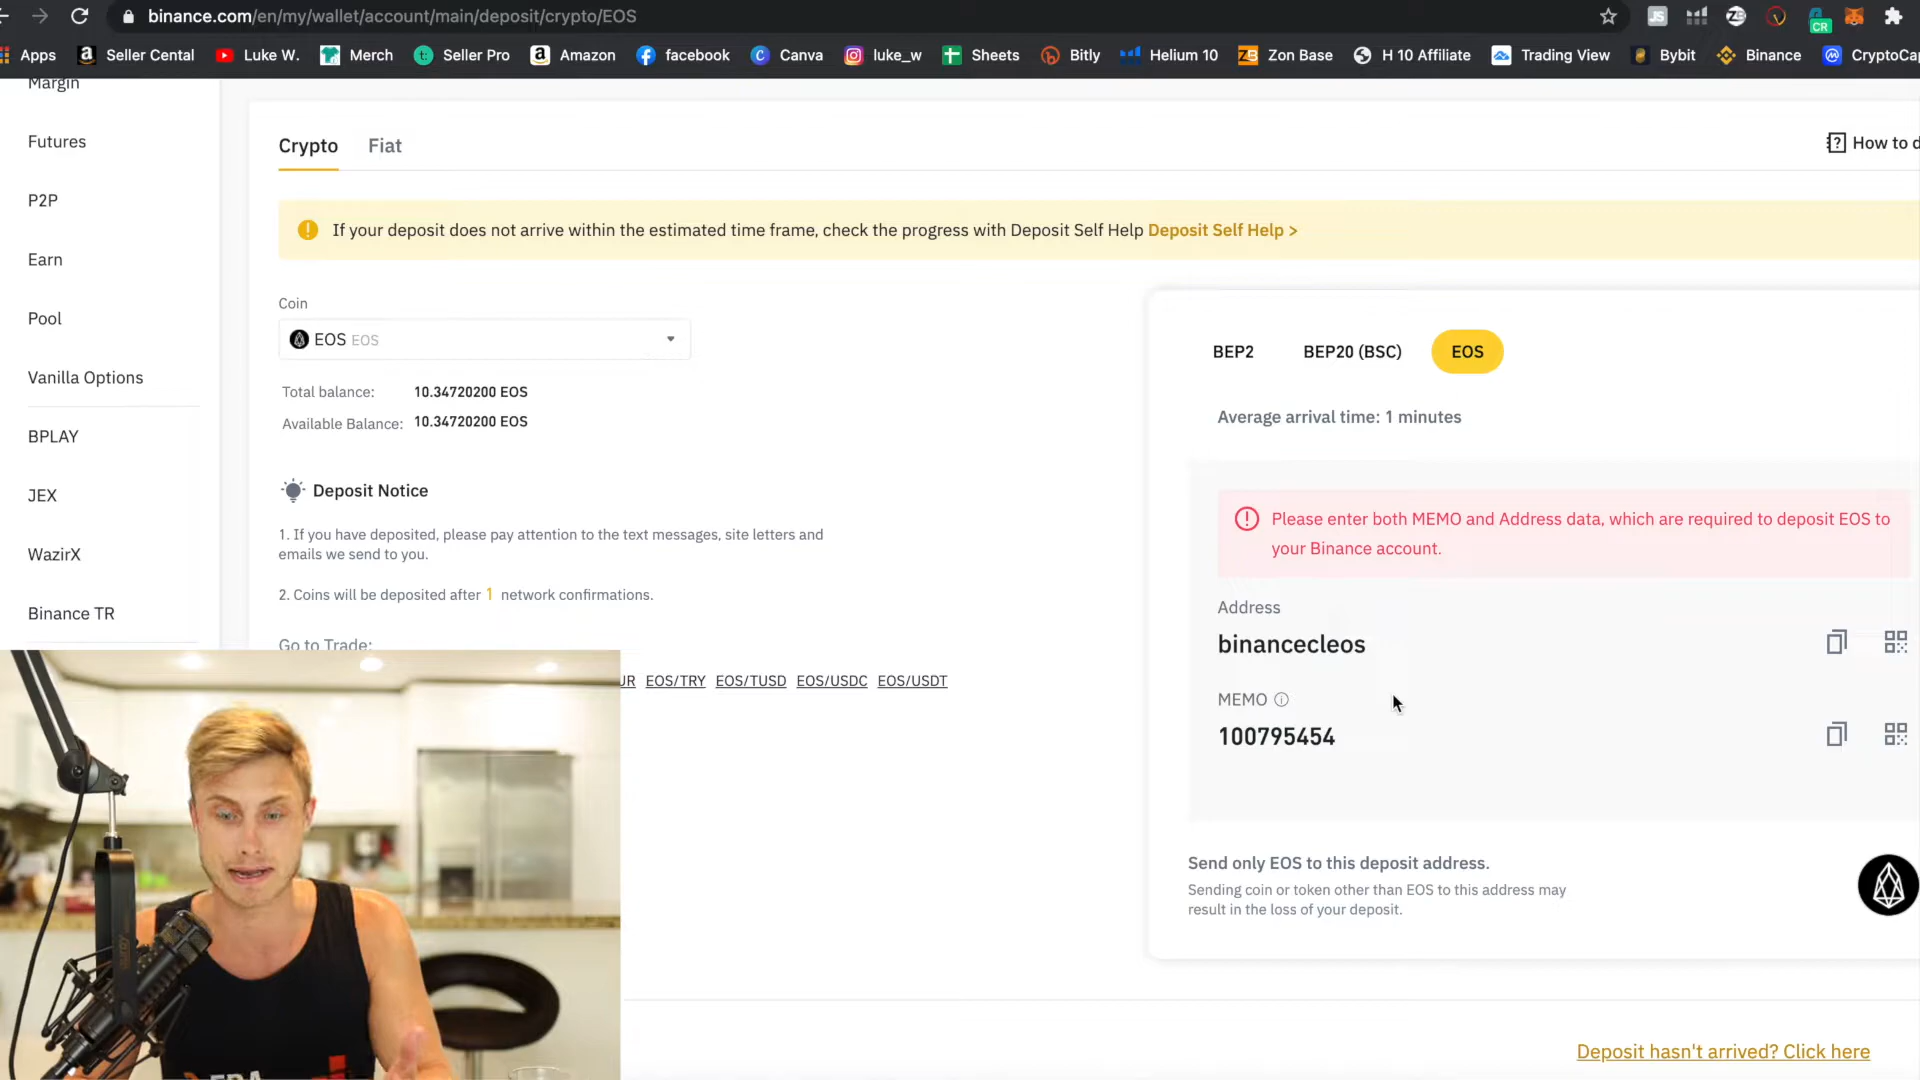 binance.com/en/my/wallet/account/main/deposit/crypto/EOS
Apps Seller Cental Luke W. Merch Seller Pro Amazon facebook Canva luke_w Sheets Bitly Helium 10 Zon Base H 10 Affiliate Trading View Bybit Binance CryptoCap
Margin
Futures
P2P
Earn
Pool
Vanilla Options
BPLAY
JEX
WazirX
Binance TR
Crypto Fiat
How to d
If your deposit does not arrive within the estimated time frame, check the progress with Deposit Self Help Deposit Self Help >
Coin
EOS EOS
Total balance: 10.34720200 EOS
Available Balance: 10.34720200 EOS
Deposit Notice
1. If you have deposited, please pay attention to the text messages, site letters and
emails we send to you.
2. Coins will be deposited after 1 network confirmations.
Go to Trade:
UR EOS/TRY EOS/TUSD EOS/USDC EOS/USDT
BEP2 BEP20 (BSC) EOS
Average arrival time: 1 minutes
Please enter both MEMO and Address data, which are required to deposit EOS to
your Binance account.
Address
binancecleos
MEMO
100795454
Send only EOS to this deposit address.
Sending coin or token other than EOS to this address may
result in the loss of your deposit.
Deposit hasn't arrived? Click here